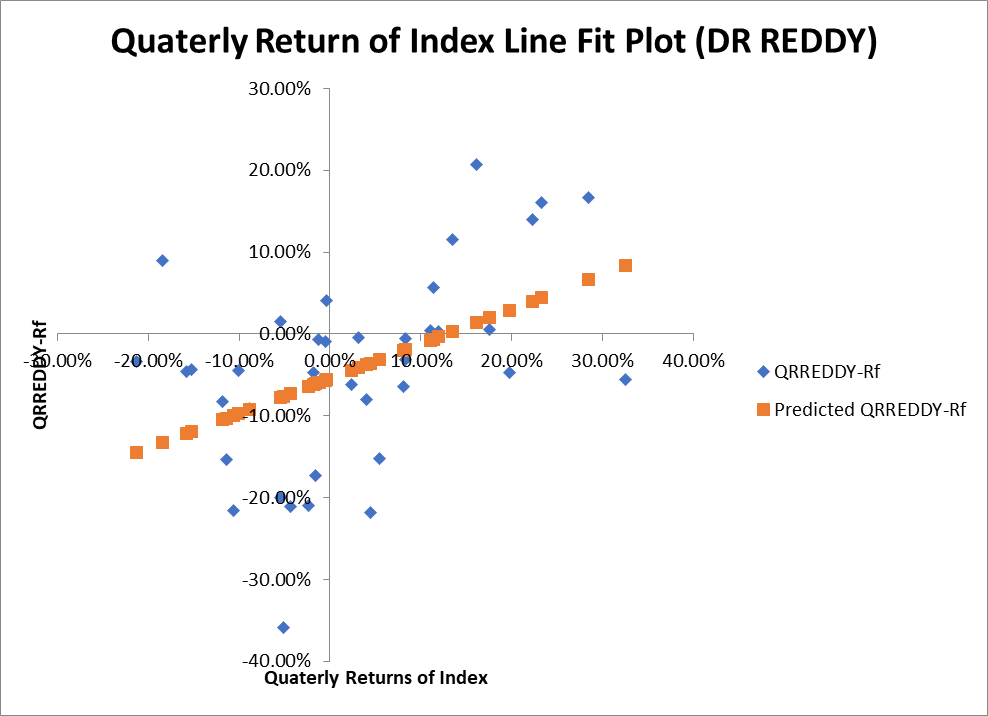 Quaterly Return of Index Line Fit Plot (DR REDDY)
30.00%
20.00%
10.00%
0.00%
-30.00% -20.00% -10.00% 0.00% 10.00% 20.00% 30.00% 40.00%
-10.00%
-20.00%
-30.00%
-40.00%
QRREDDY-Rf
Quaterly Returns of Index
QRREDDY-Rf
Predicted QRREDDY-Rf